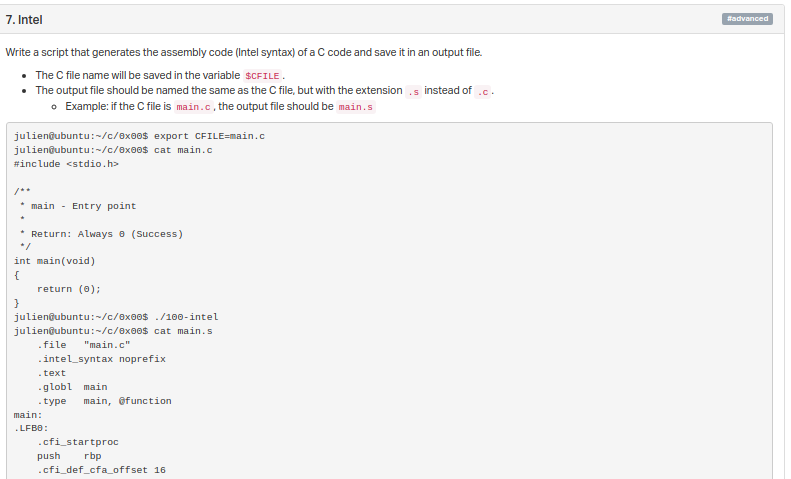 7. Intel
#advanced
Write a script that generates the assembly code (Intel syntax) of a C code and save it in an output file.
The C file name will be saved in the variable $CFILE.
The output file should be named the same as the C file, but with the extension .s instead of .c.
Example: if the C file is main.c, the output file should be main.s
julien@ubuntu:~/c/0x00$ export CFILE=main.c
julien@ubuntu:~/c/0x00$ cat main.c
#include <stdio.h>
/**
 * main - Entry point
 *
 * Return: Always 0 (Success)
 */
int main(void)
{
    return (0);
}
julien@ubuntu:~/c/0x00$ ./100-intel
julien@ubuntu:~/c/0x00$ cat main.s
    .file   "main.c"
    .intel_syntax noprefix
    .text
    .globl  main
    .type   main, @function
main:
.LFB0:
    .cfi_startproc
    push    rbp
    .cfi_def_cfa_offset 16